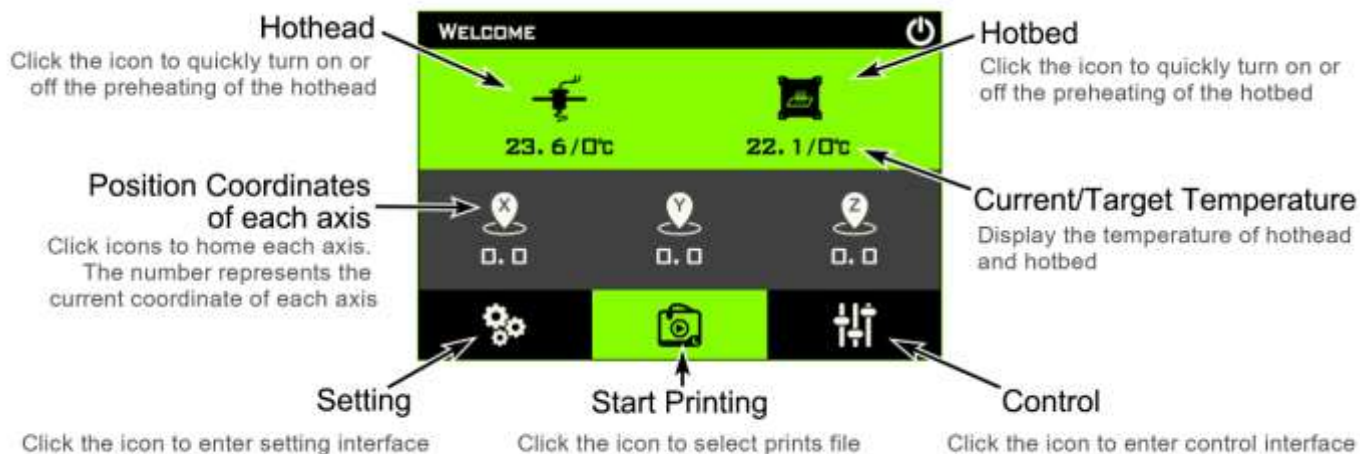 Hothead
Click the icon to quickly turn on or
off the preheating of the hothead
WELCOME
Hotbed
Click the icon to quickly turn on or
off the preheating of the hotbed
23.6/0℃
22.1/0℃
Position Coordinates
of each axis
Click icons to home each axis.
The number represents the
current coordinate of each axis
X
Y
Z
0.0
0.0
0.0
Current/Target Temperature
Display the temperature of hothead
and hotbed
Setting
Click the icon to enter setting interface
Start Printing
Click the icon to select prints file
Control
Click the icon to enter control interface